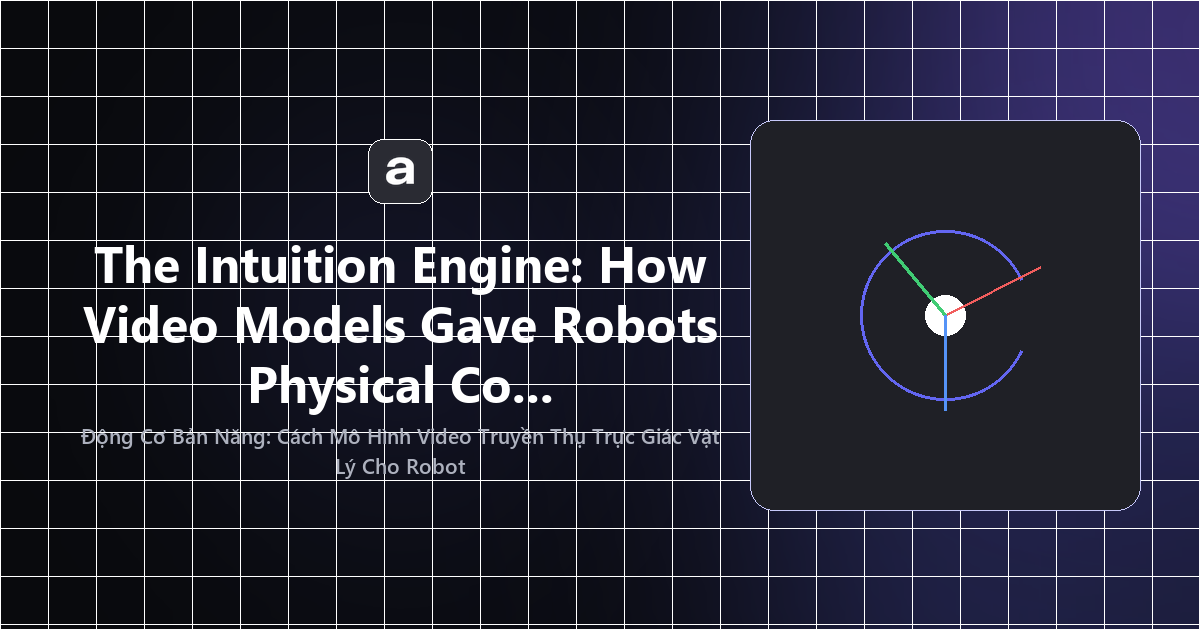 a
The Intuition Engine: How
Video Models Gave Robots
Physical Co...
Động Cơ Bản Năng: Cách Mô Hình Video Truyền Thụ Trực Giác Vật
Lý Cho Robot